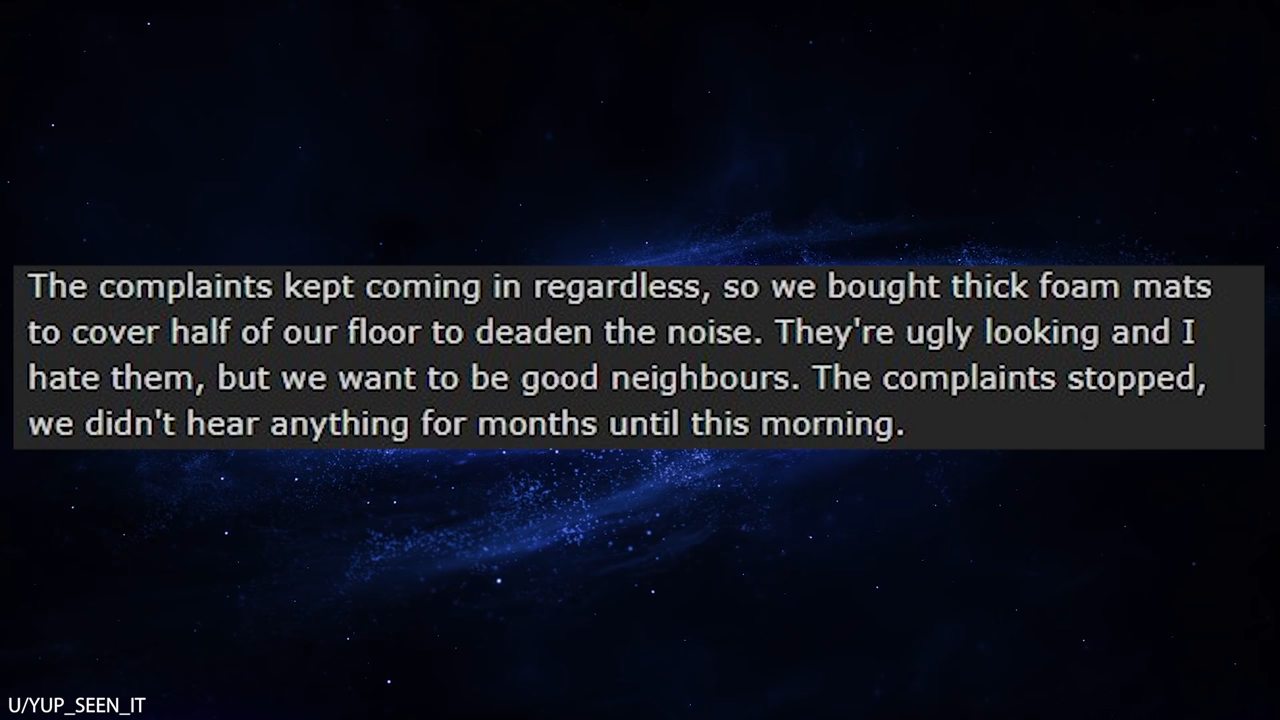 The complaints kept coming in regardless, so we bought thick foam mats
to cover half of our floor to deaden the noise. They're ugly looking and I
hate them, but we want to be good neighbours. The complaints stopped,
we didn't hear anything for months until this morning.
U/YUP_SEEN_IT